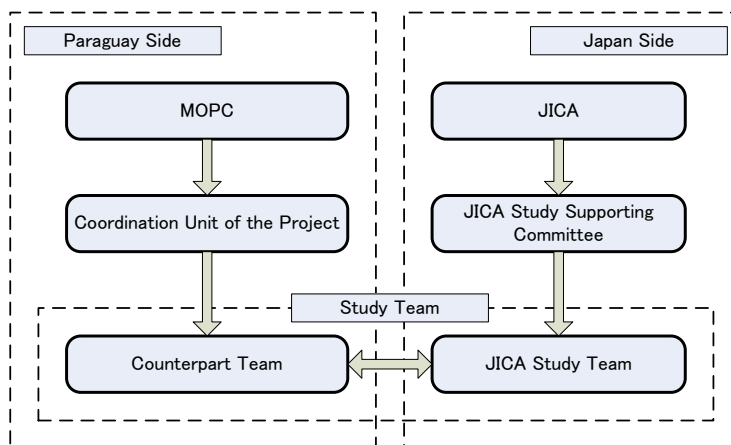 Paraguay Side
Japan Side
MOPC
JICA
Coordination Unit of the Project
JICA Study Supporting
Committee
Study Team
Counterpart Team
JICA Study Team